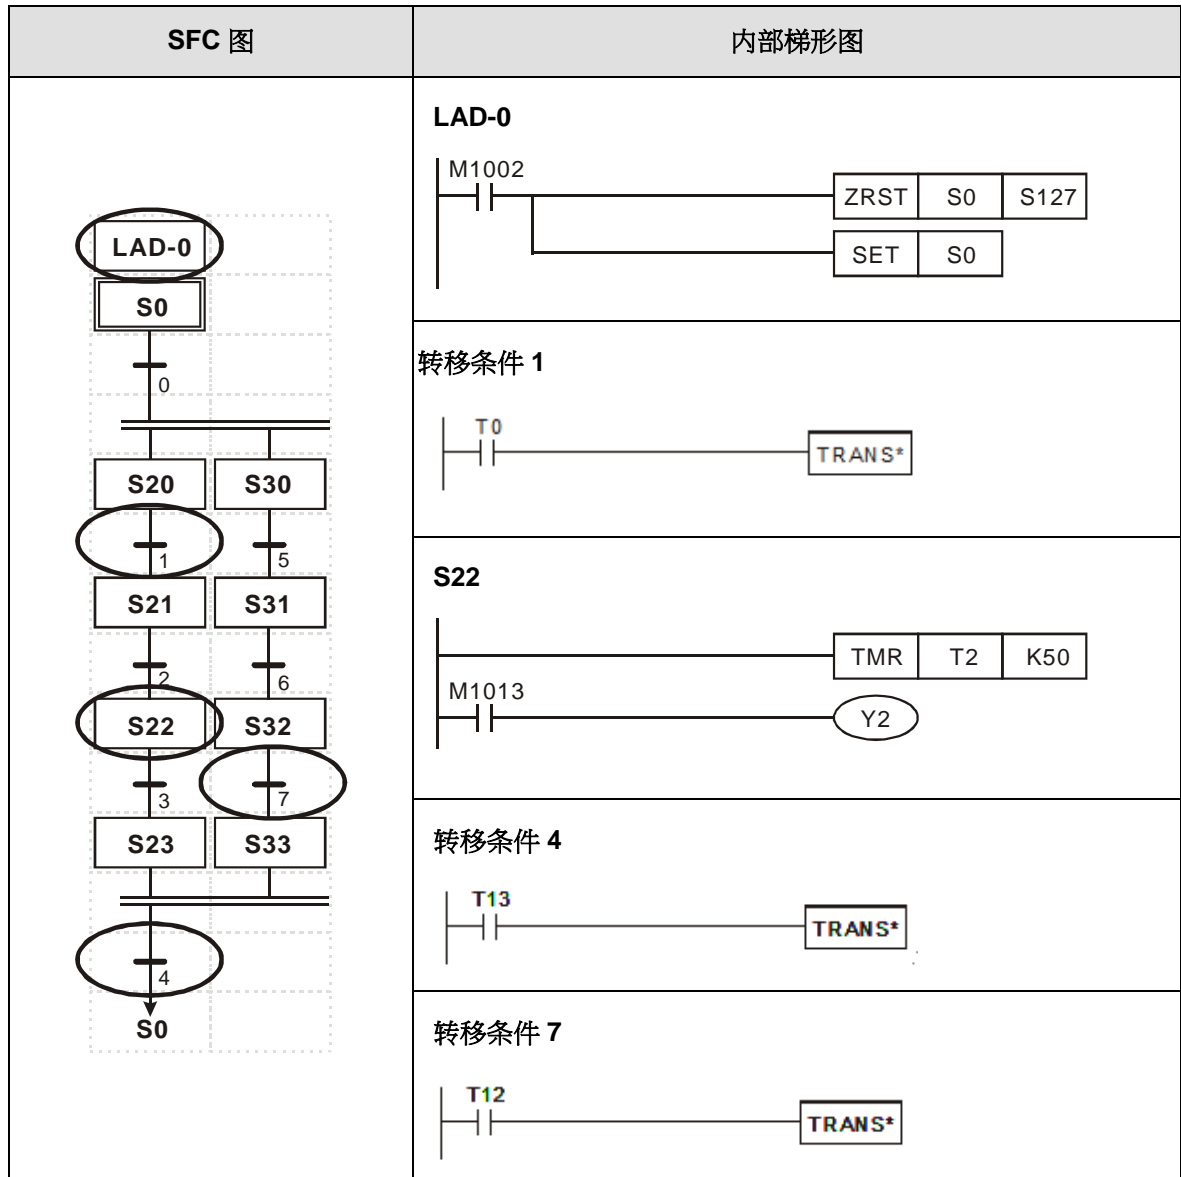 SFC 图
内部梯形图
LAD-0
S0
0
S20 S30
1 5
S21 S31
2 6
S22 S32
3 7
S23 S33
4
S0
LAD-0
M1002
ZRST S0 S127
SET S0
转移条件 1
T0
TRANS*
S22
TMR T2 K50
M1013
Y2
转移条件 4
T13
TRANS*
转移条件 7
T12
TRANS*